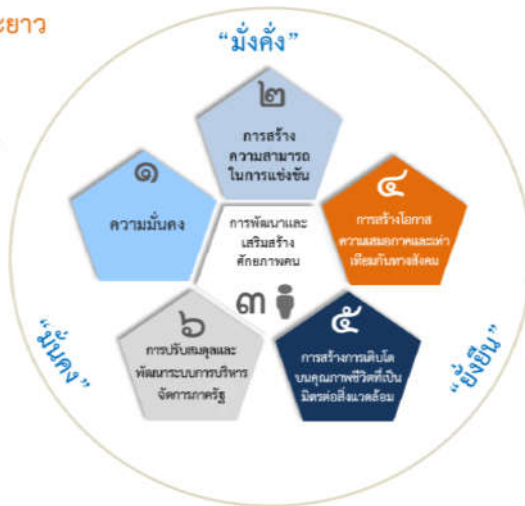 ะยาว
“มั่งคั่ง”
๒
การสร้าง
ความสามารถ
ในการแข่งขัน
๑
ความมั่นคง
๔
การสร้างโอกาส
ความเสมอภาคและเท่า
เทียมกันทางสังคม
การพัฒนาและ
เสริมสร้าง
ศักยภาพคน
๓
๖
การปรับสมดุลและ
พัฒนาระบบการบริหาร
จัดการภาครัฐ
๕
การสร้างการเติบโต
บนคุณภาพชีวิตที่เป็น
มิตรต่อสิ่งแวดล้อม
“มั่นคง”
“ยั่งยืน”